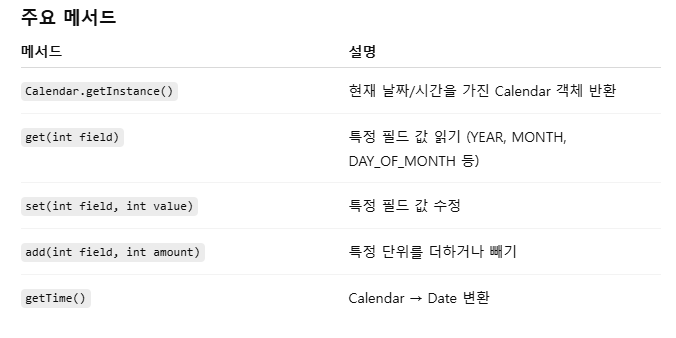 주요 메서드
메서드 설명
Calendar.getInstance() 현재 날짜/시간을 가진 Calendar 객체 반환
get(int field) 특정 필드 값 읽기 (YEAR, MONTH,
DAY_OF_MONTH 등)
set(int field, int value) 특정 필드 값 수정
add(int field, int amount) 특정 단위를 더하거나 빼기
getTime() Calendar → Date 변환